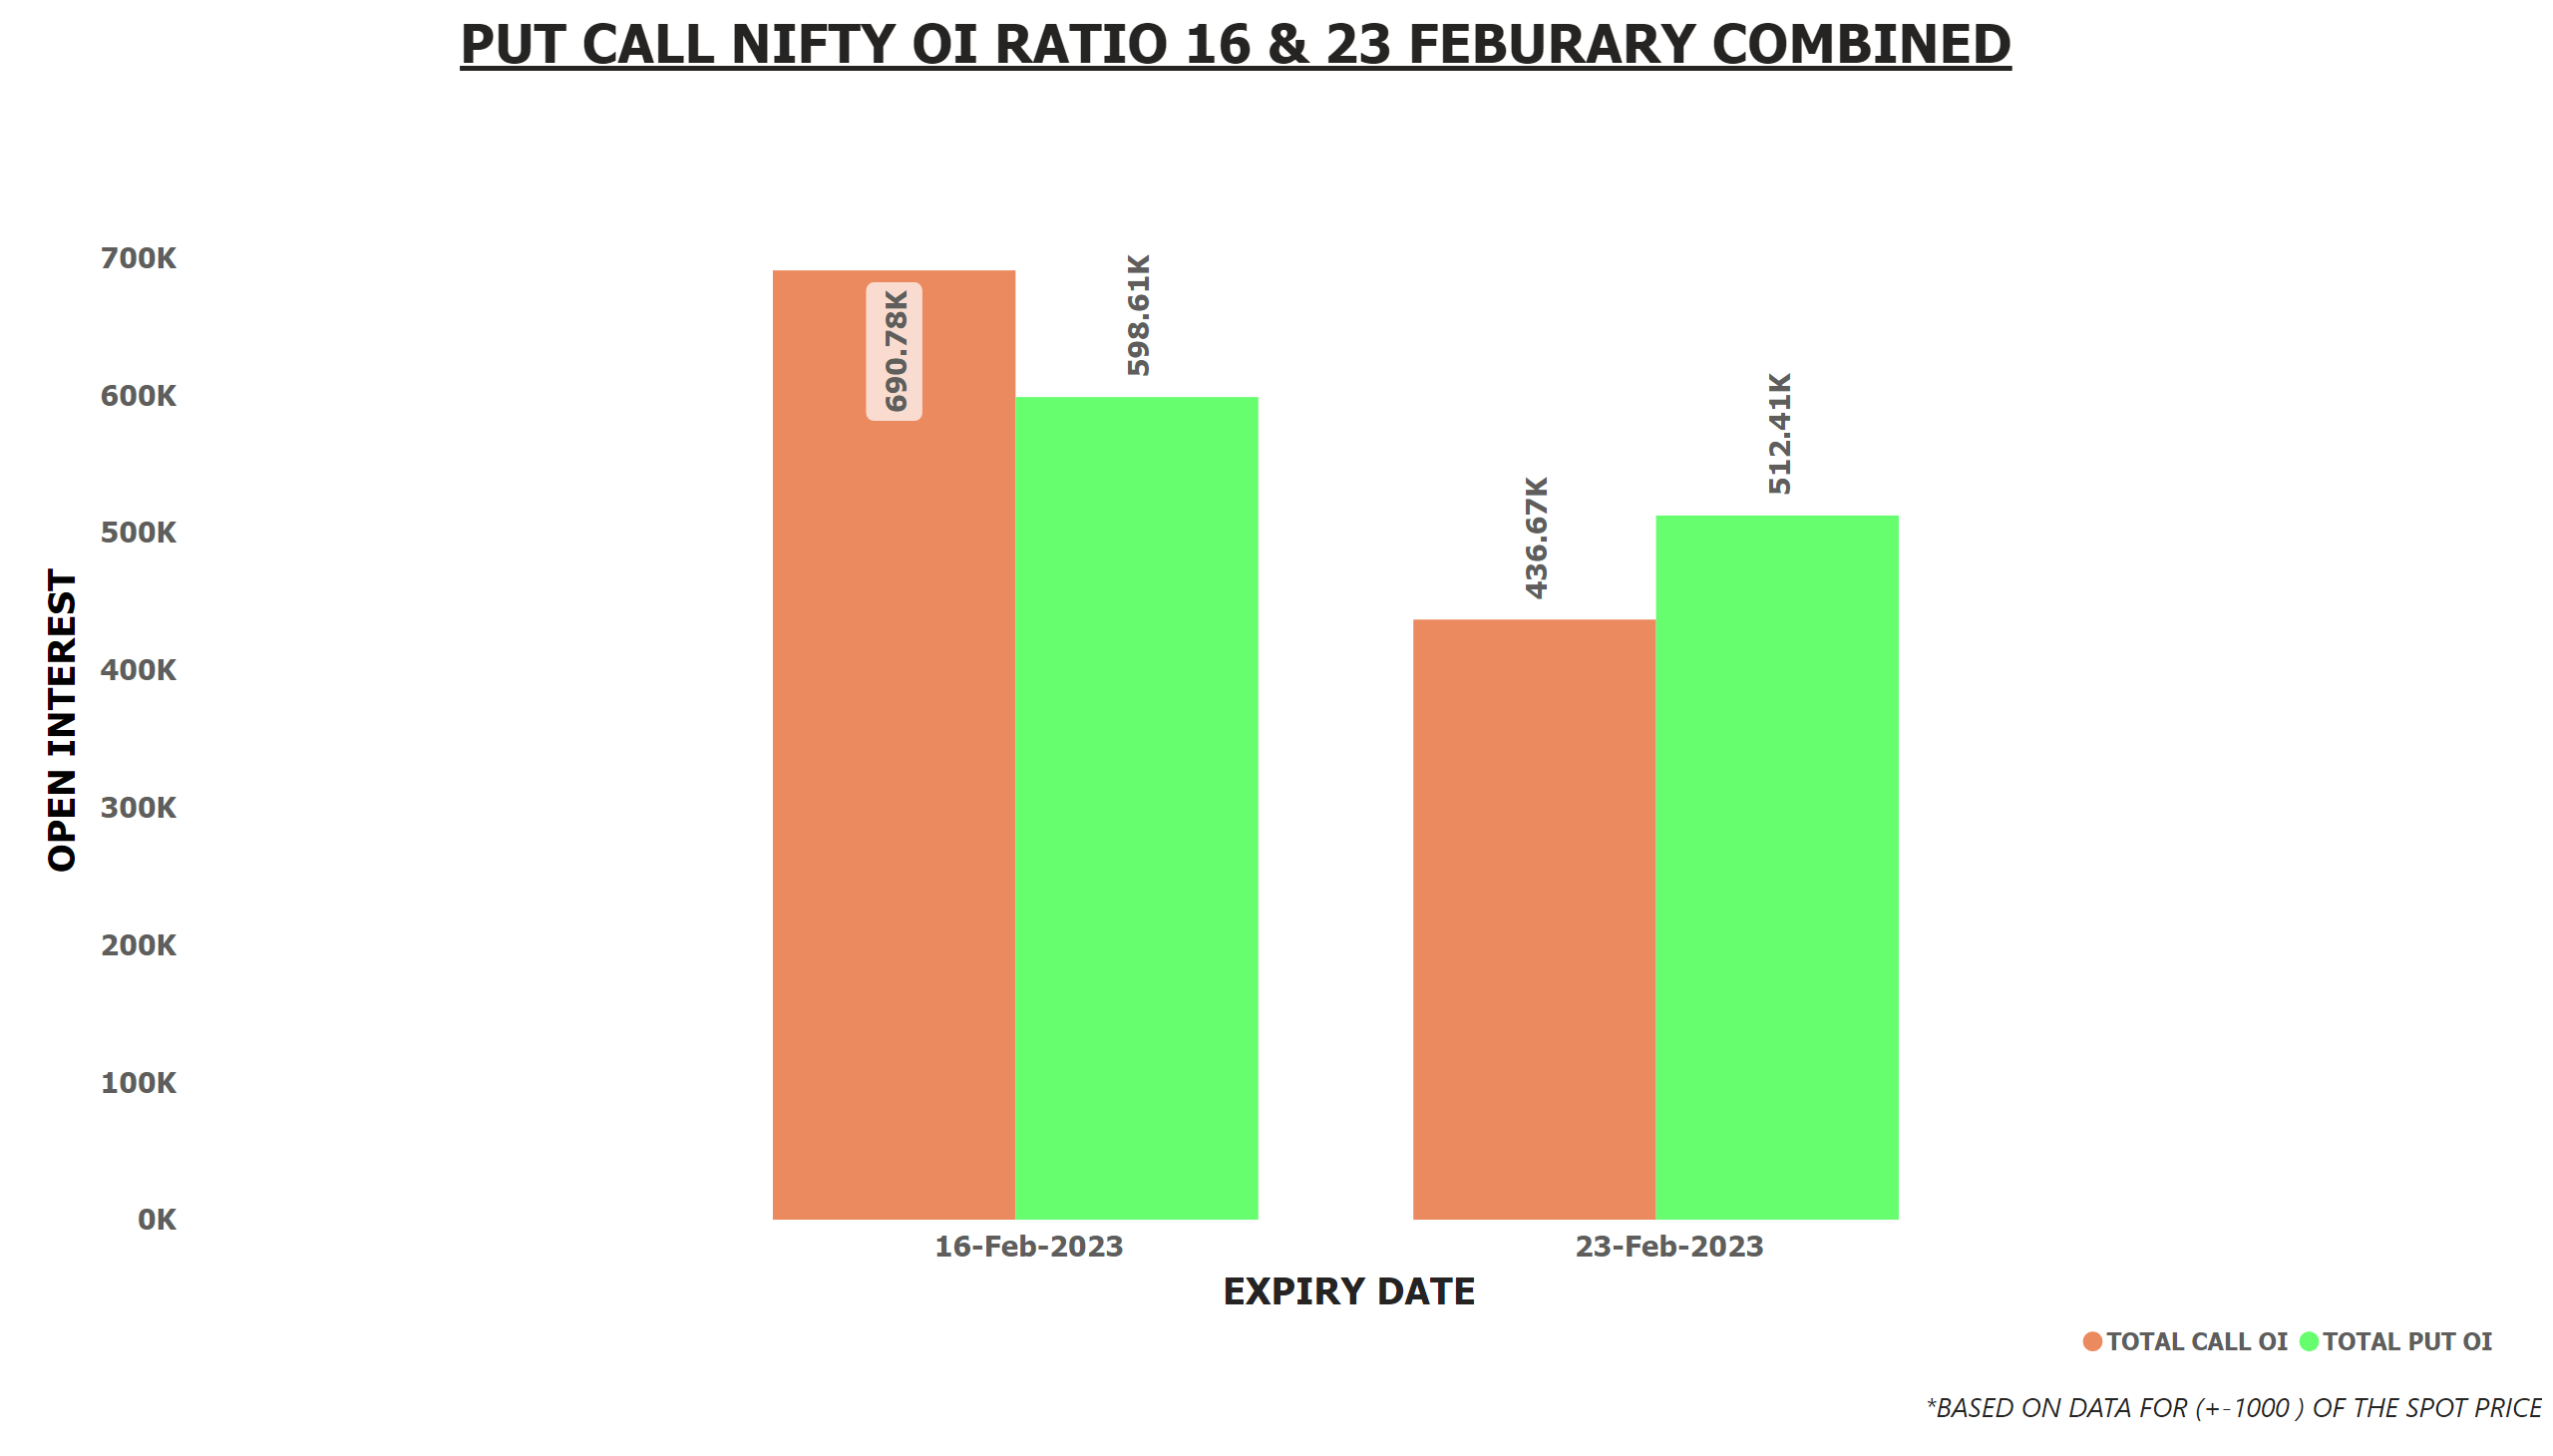 PUT CALL NIFTY OI RATIO 16 & 23 FEBURARY COMBINED
700K
600K
500K
400K
300K
200K
100K
0K
OPEN INTEREST
690.78K
598.61K
436.67K
512.41K
16-Feb-2023
23-Feb-2023
EXPIRY DATE
TOTAL CALL OI
TOTAL PUT OI
*BASED ON DATA FOR (+-1000 ) OF THE SPOT PRICE